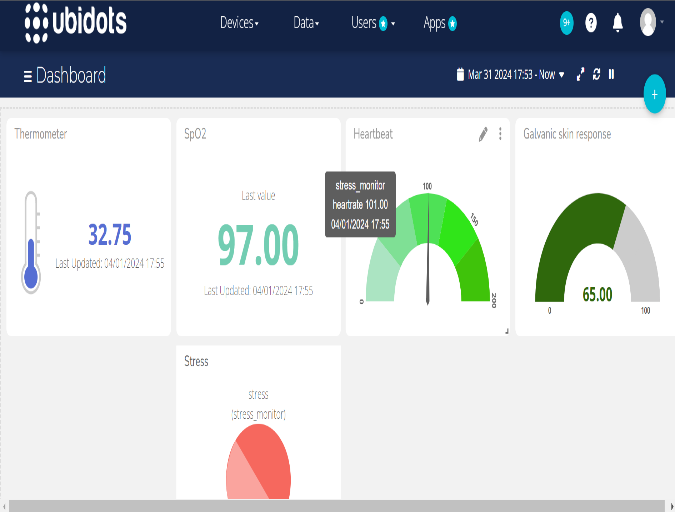 ubidots
Devices
Data
Users
Apps
9+
?
Dashboard
Mar 31 2024 17:53 - Now
+
Thermometer
32.75
Last Updated: 04/01/2024 17:55
SpO2
Last value
97.00
Last Updated: 04/01/2024 17:55
Heartbeat
stress_monitor
heartrate 101.00
04/01/2024 17:55
0
100
150
200
Galvanic skin response
65.00
0
100
Stress
stress
(stress_monitor)